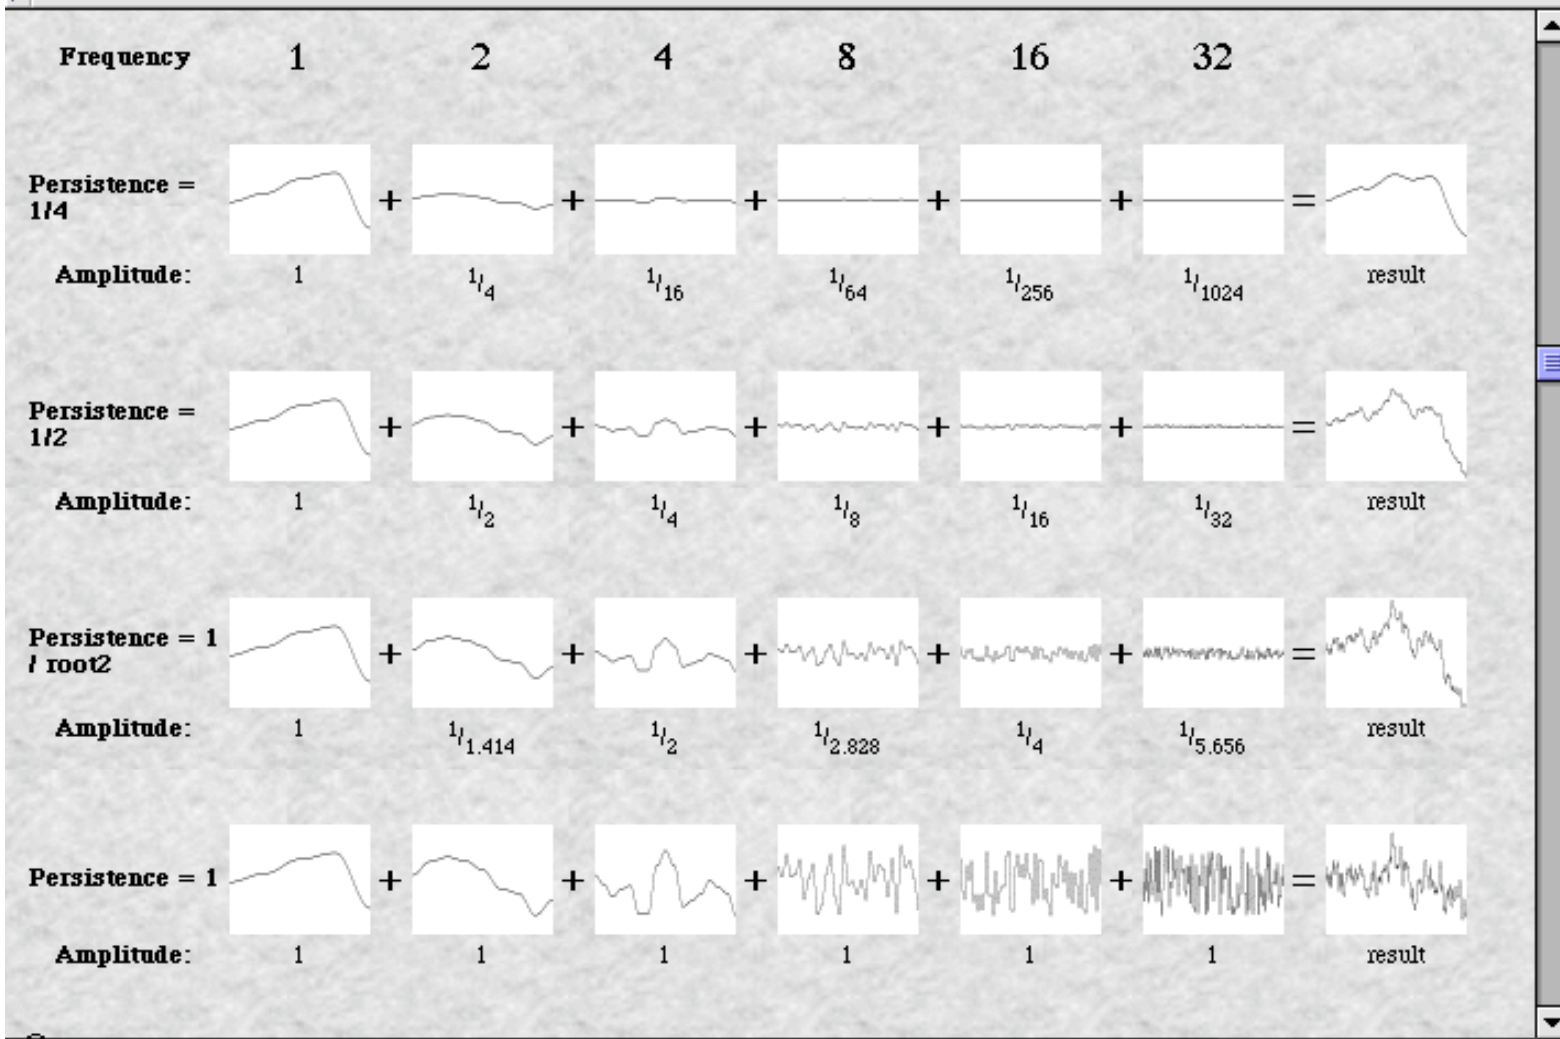 Frequency 1 2 4 8 16 32
Persistence =
1/4
+ + + + + =
Amplitude: 1 1/4 1/16 1/64 1/256 1/1024 result
Persistence =
1/2
+ + + + + =
Amplitude: 1 1/2 1/4 1/8 1/16 1/32 result
Persistence = 1
/ root2
+ + + + + =
Amplitude: 1 1/1.414 1/2 1/2.828 1/4 1/5.656 result
Persistence = 1 + + + + + =
Amplitude: 1 1 1 1 1 1 result